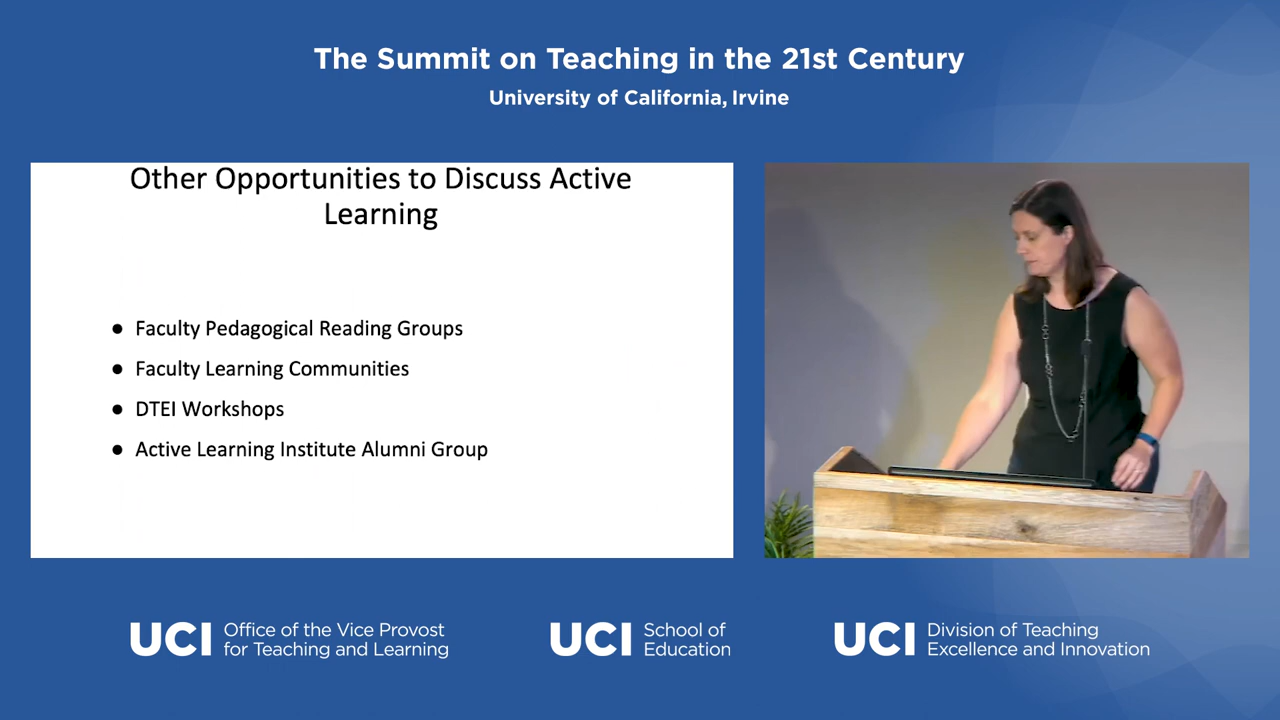 The Summit on Teaching in the 21st Century
University of California, Irvine
Other Opportunities to Discuss Active
Learning
● Faculty Pedagogical Reading Groups
● Faculty Learning Communities
● DTEI Workshops
● Active Learning Institute Alumni Group
UCI Office of the Vice Provost
for Teaching and Learning
UCI School of
Education
UCI Division of Teaching
Excellence and Innovation